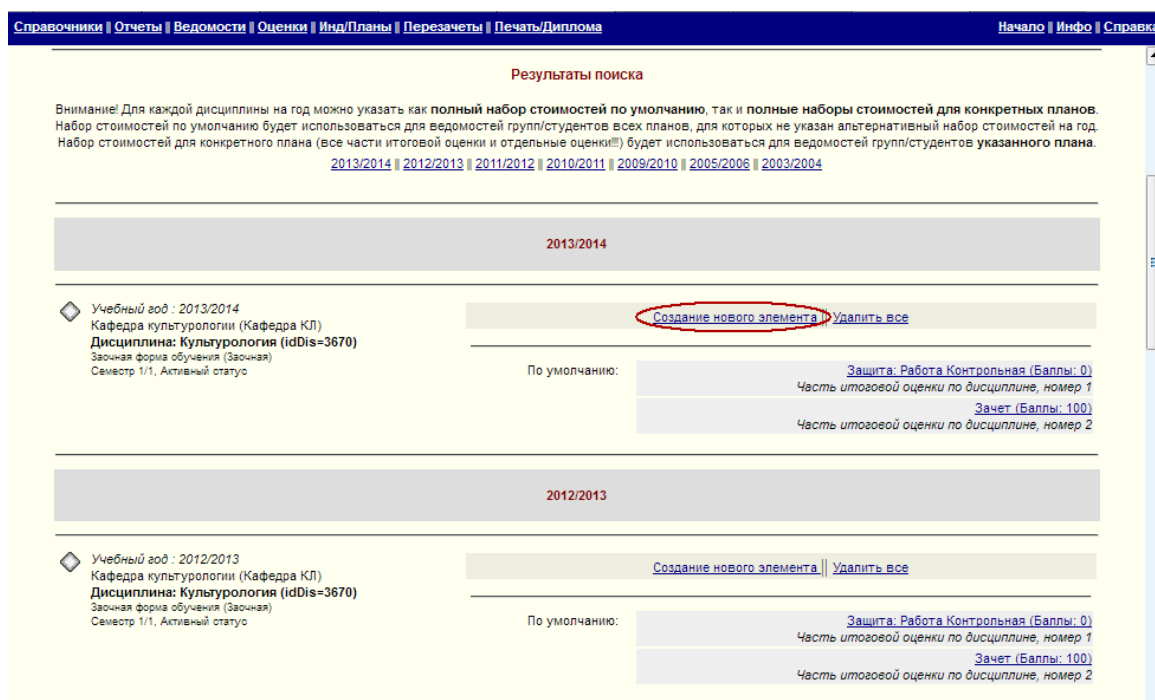 Справочники || Отчеты || Ведомости || Оценки || Инд/Планы || Перезачеты || Печать/Диплома Начало || Инфо || Справка
Результаты поиска
Внимание! Для каждой дисциплины на год можно указать как полный набор стоимостей по умолчанию, так и полные наборы стоимостей для конкретных планов.
Набор стоимостей по умолчанию будет использоваться для ведомостей групп/студентов всех планов, для которых не указан альтернативный набор стоимостей на год.
Набор стоимостей для конкретного плана (все части итоговой оценки и отдельные оценки!!!) будет использоваться для ведомостей групп/студентов указанного плана.
2013/2014 || 2012/2013 || 2011/2012 || 2010/2011 || 2009/2010 || 2005/2006 || 2003/2004
2013/2014
Учебный год : 2013/2014
Кафедра культурологии (Кафедра КЛ)
Дисциплина: Культурология (idDis=3670)
Заочная форма обучения (Заочная)
Семестр 1/1, Активный статус
Создание нового элемента || Удалить все
По умолчанию: Защита: Работа Контрольная (Баллы: 0)
Часть итоговой оценки по дисциплине, номер 1
Зачет (Баллы: 100)
Часть итоговой оценки по дисциплине, номер 2
2012/2013
Учебный год : 2012/2013
Кафедра культурологии (Кафедра КЛ)
Дисциплина: Культурология (idDis=3670)
Заочная форма обучения (Заочная)
Семестр 1/1, Активный статус
Создание нового элемента || Удалить все
По умолчанию: Защита: Работа Контрольная (Баллы: 0)
Часть итоговой оценки по дисциплине, номер 1
Зачет (Баллы: 100)
Часть итоговой оценки по дисциплине, номер 2